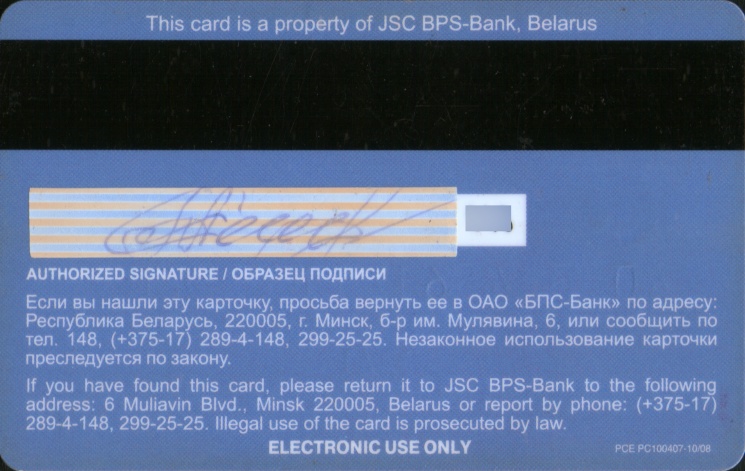 This card is a property of JSC BPS-Bank, Belarus
AUTHORIZED SIGNATURE / ОБРАЗЕЦ ПОДПИСИ
Если вы нашли эту карточку, просьба вернуть ее в ОАО «БПС-Банк» по адресу:
Республика Беларусь, 220005, г. Минск, б-р им. Мулявина, 6, или сообщить по
тел. 148, (+375-17) 289-4-148, 299-25-25. Незаконное использование карточки
преследуется по закону.
If you have found this card, please return it to JSC BPS-Bank to the following
address: 6 Muliavin Blvd., Minsk 220005, Belarus or report by phone: (+375-17)
289-4-148, 299-25-25. Illegal use of the card is prosecuted by law.
ELECTRONIC USE ONLY
PCE PC100407-10/08